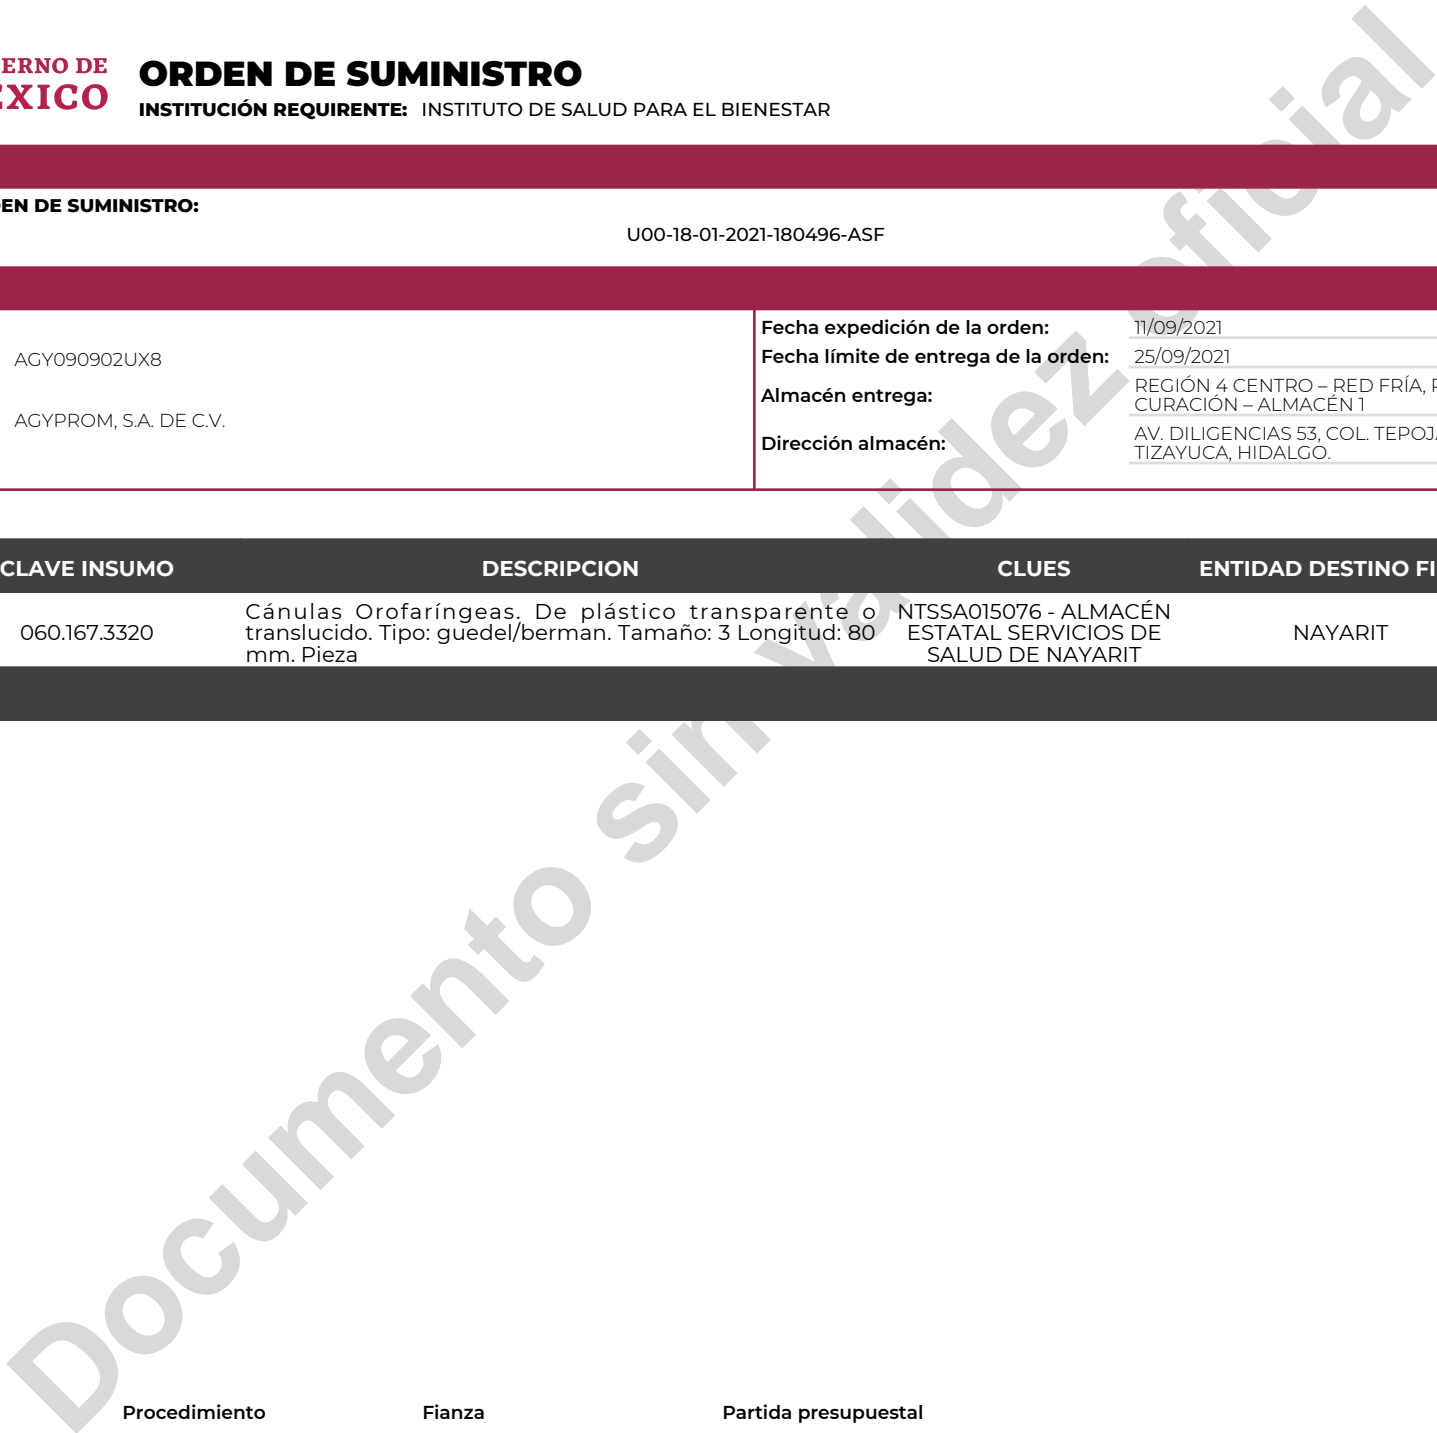 ERNO DE
ÉXICO
ORDEN DE SUMINISTRO
INSTITUCIÓN REQUIRENTE: INSTITUTO DE SALUD PARA EL BIENESTAR
EN DE SUMINISTRO:
U00-18-01-2021-180496-ASF
AGY090902UX8
AGYPROM, S.A. DE C.V.
Fecha expedición de la orden: 11/09/2021
Fecha límite de entrega de la orden: 25/09/2021
Almacén entrega: REGIÓN 4 CENTRO – RED FRÍA,
CURACIÓN – ALMACÉN 1
Dirección almacén: AV. DILIGENCIAS 53, COL. TEPOJ
TIZAYUCA, HIDALGO.
CLAVE INSUMO DESCRIPCION CLUES ENTIDAD DESTINO FI
060.167.3320
Cánulas Orofaríngeas. De plástico transparente o
translucido. Tipo: guedel/berman. Tamaño: 3 Longitud: 80
mm. Pieza
NTSSA015076 - ALMACÉN
ESTATAL SERVICIOS DE
SALUD DE NAYARIT
NAYARIT
Documento sin validez oficial
Procedimiento Fianza Partida presupuestal